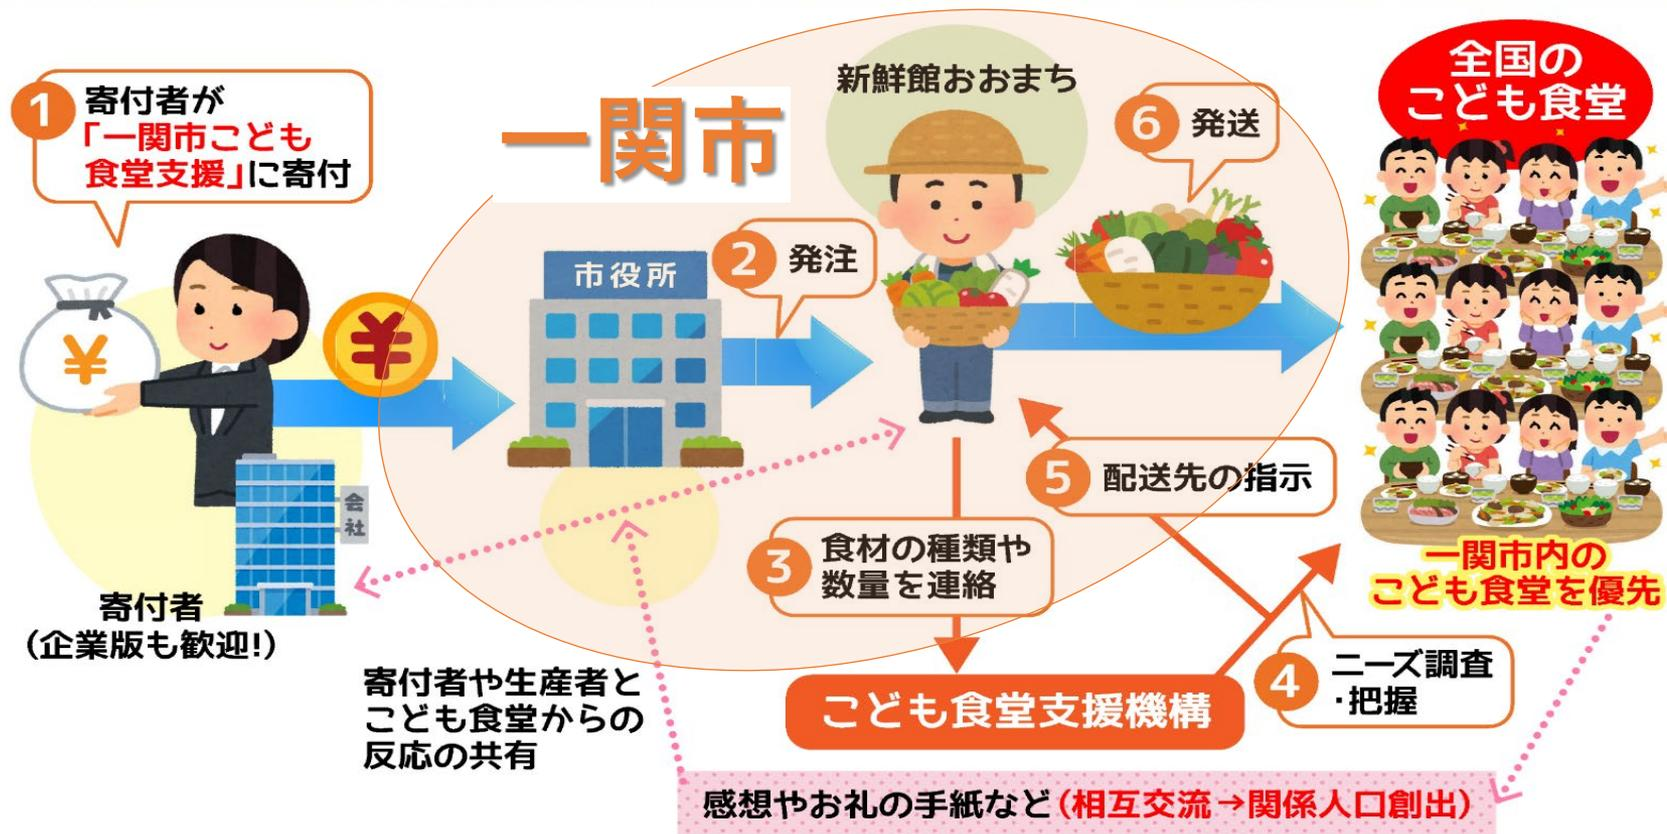 1 寄付者が
「一関市こども
食堂支援」に寄付
¥
¥
寄付者
(企業版も歓迎!)
会社
一関市
市役所
2 発注
新鮮館おおまち
6 発送
3 食材の種類や
数量を連絡
こども食堂支援機構
4 ニーズ調査
・把握
5 配送先の指示
全国の
こども食堂
一関市内の
こども食堂を優先
寄付者や生産者と
こども食堂からの
反応の共有
感想やお礼の手紙など(相互交流→関係人口創出)